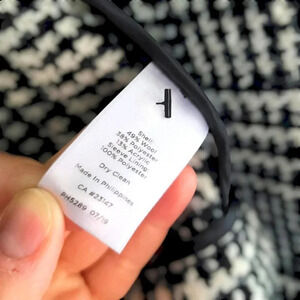 Shell:
49% Wool
38% Polyester
13% Acrylic
Sleeve Lining:
100% Polyester
Dry Clean
Made In Philippines
CA #23147
PH5269 07/19